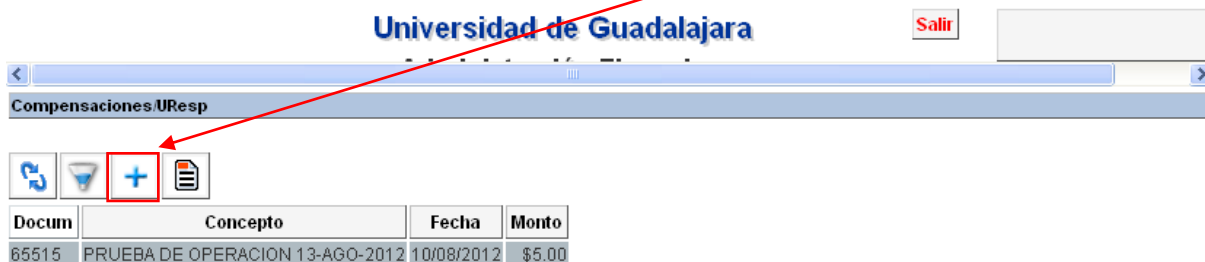 Universidad de Guadalajara
Salir
Compensaciones/UResp
Docum Concepto Fecha Monto
65515 PRUEBA DE OPERACION 13-AGO-2012 10/08/2012 $5.00